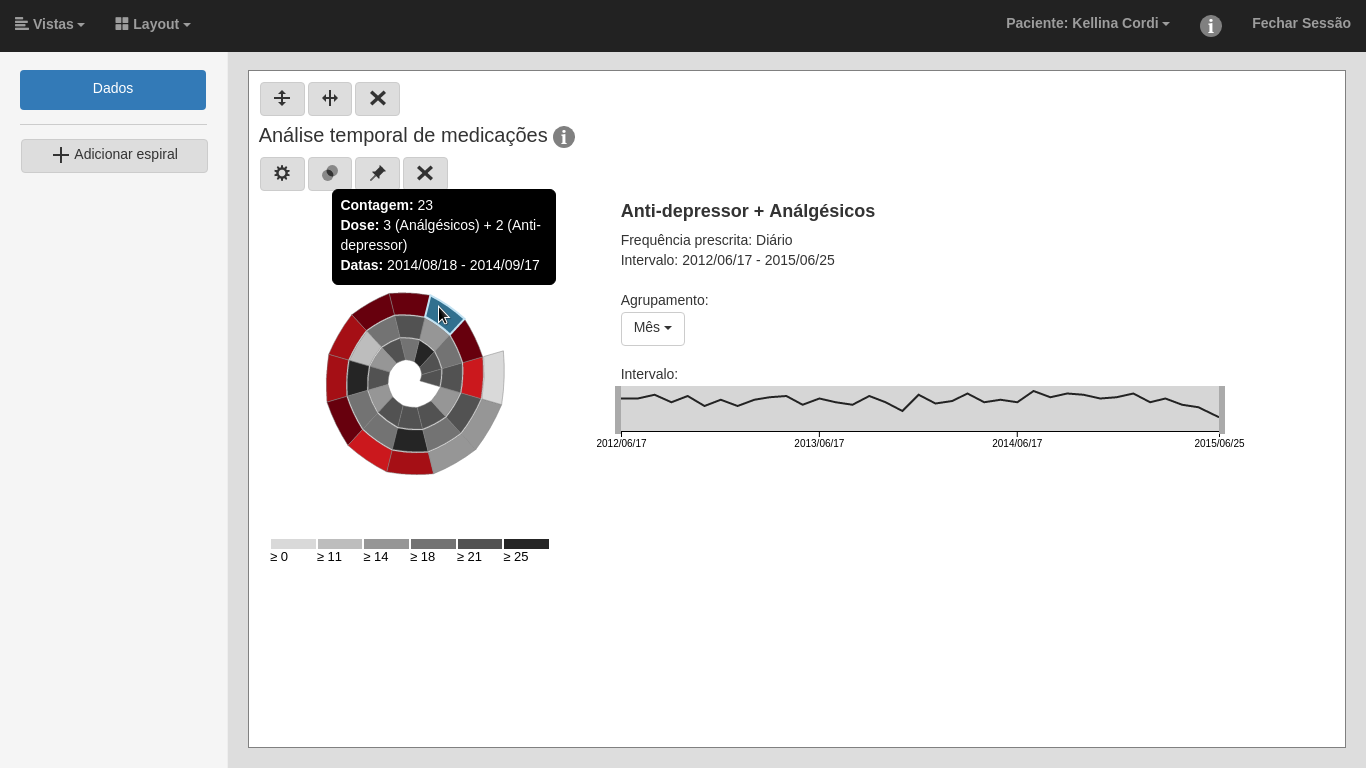 Vistas
Layout
Paciente: Kellina Cordi
Fechar Sessão
Dados
Adicionar espiral
Análise temporal de medicações
Contagem: 23
Dose: 3 (Análgésicos) + 2 (Anti-
depressor)
Datas: 2014/08/18 - 2014/09/17
Anti-depressor + Análgésicos
Frequência prescrita: Diário
Intervalo: 2012/06/17 - 2015/06/25
Agrupamento:
Mês
Intervalo:
2012/06/17
2013/06/17
2014/06/17
2015/06/25
≥ 0
≥ 11
≥ 14
≥ 18
≥ 21
≥ 25